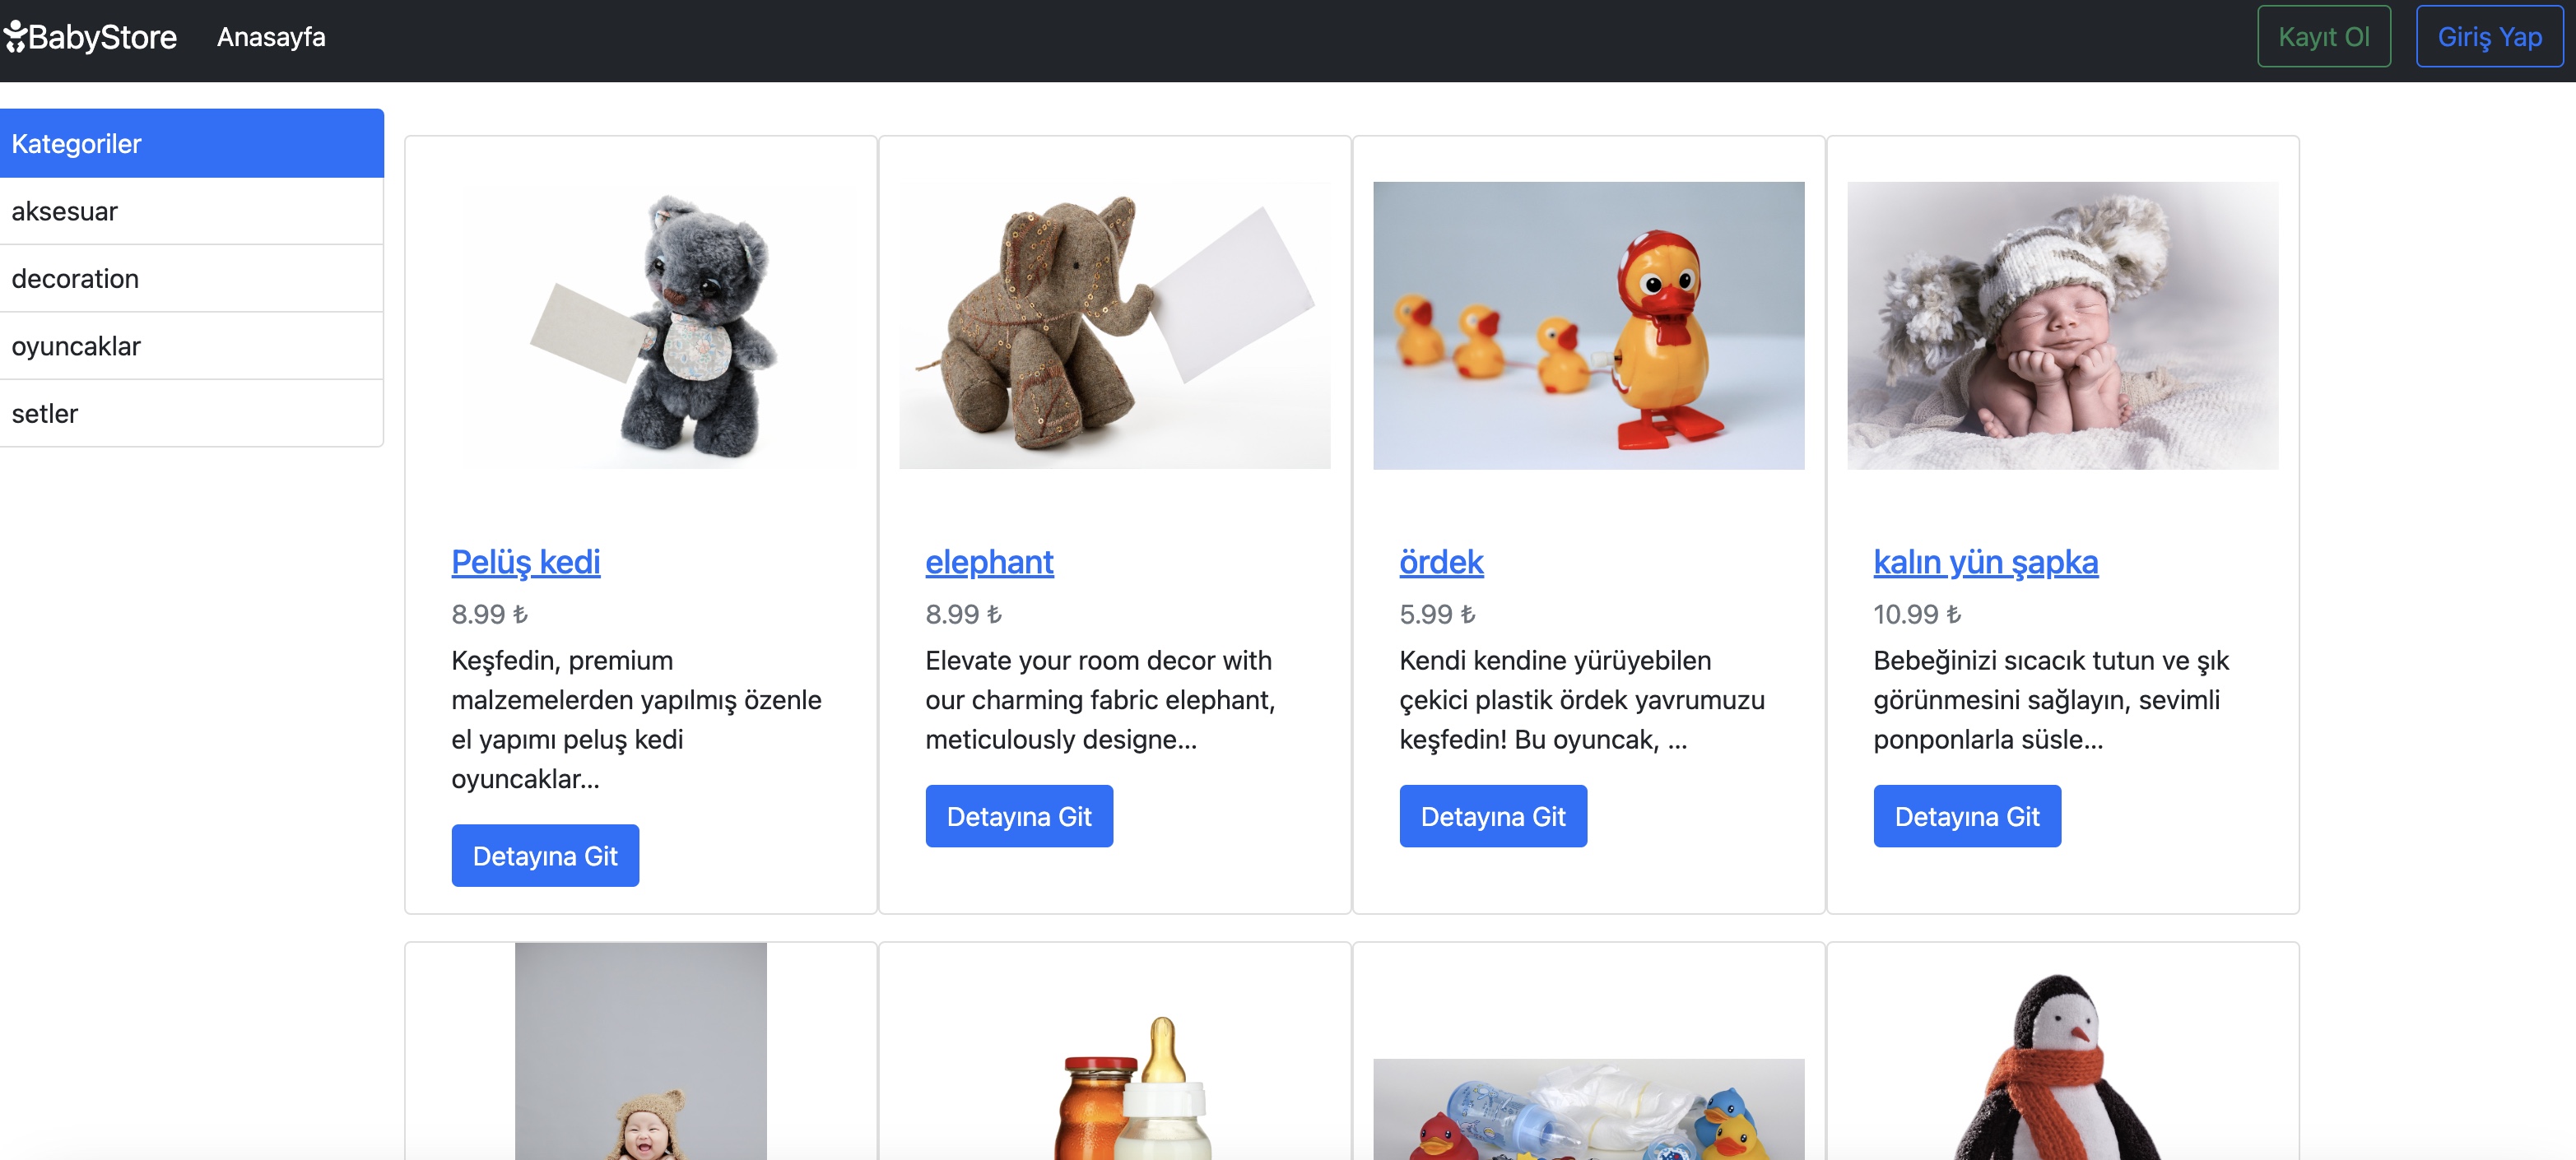 BabyStore
Anasayfa
Kayıt Ol
Giriş Yap
Kategoriler
aksesuar
decoration
oyuncaklar
setler
Pelüş kedi
8.99 ₺
Keşfedin, premium
malzemelerden yapılmış özenle
el yapımı peluş kedi
oyuncaklar...
Detayına Git
elephant
8.99 ₺
Elevate your room decor with
our charming fabric elephant,
meticulously designe...
Detayına Git
ördek
5.99 ₺
Kendi kendine yürüyebilen
çekici plastik ördek yavrumuzu
keşfedin! Bu oyuncak, ...
Detayına Git
kalın yün şapka
10.99 ₺
Bebeğinizi sıcacık tutun ve şık
görünmesini sağlayın, sevimli
ponponlarla süsle...
Detayına Git